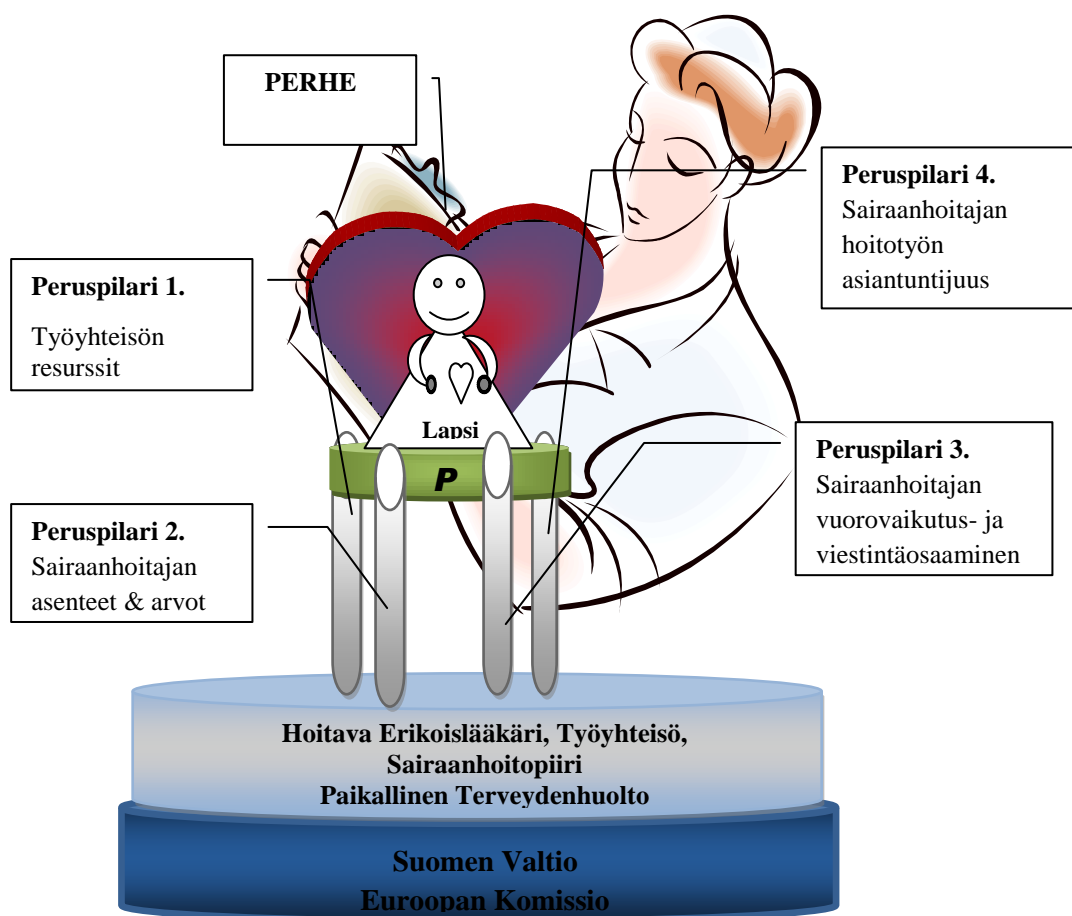 PERHE
Peruspilari 4.
Sairaanhoitajan
hoitotyön
asiantuntijuus
Peruspilari 1.
Työyhteisön
resurssit
Lapsi
P
Peruspilari 3.
Sairaanhoitajan
vuorovaikutus- ja
viestintäosaaminen
Peruspilari 2.
Sairaanhoitajan
asenteet & arvot
Hoitava Erikoislääkäri, Työyhteisö,
Sairaanhoitopiiri
Paikallinen Terveydenhuolto
Suomen Valtio
Euroopan Komissio